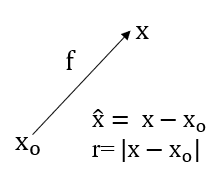 x
f
x̂ = x − xₒ
xₒ
r= |x − xₒ|